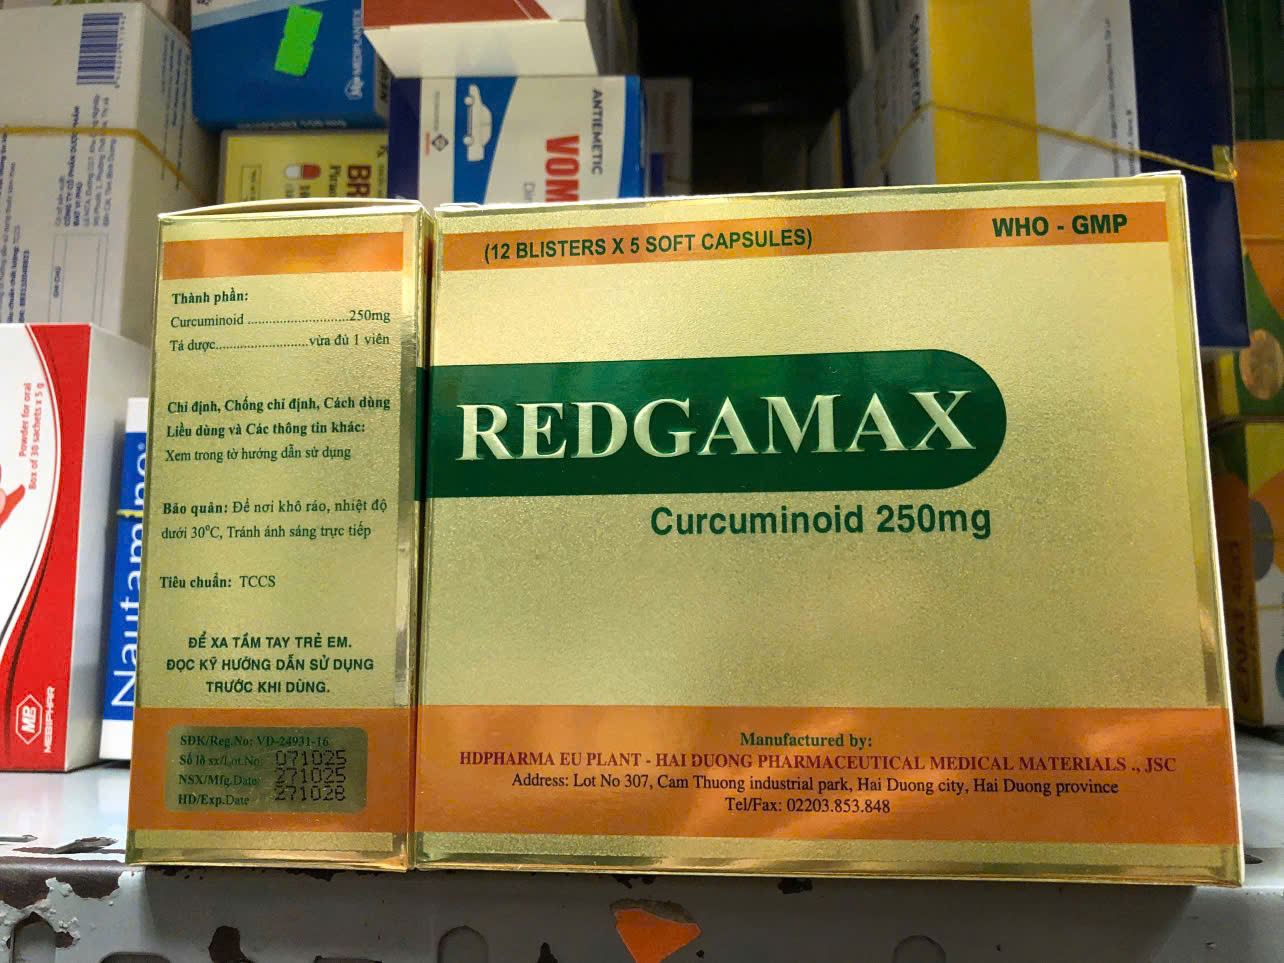 Thành phần:
Curcuminoid ............................250mg
Tá dược..........................vừa đủ 1 viên
Chỉ định, Chống chỉ định, Cách dùng
Liều dùng và Các thông tin khác:
Xem trong tờ hướng dẫn sử dụng
Bảo quản: Để nơi khô ráo, nhiệt độ
dưới 30°C, Tránh ánh sáng trực tiếp
Tiêu chuẩn: TCCS
ĐỂ XA TẦM TAY TRẺ EM.
ĐỌC KỸ HƯỚNG DẪN SỬ DỤNG
TRƯỚC KHI DÙNG.
SĐK/Reg.No: VD-24931-16
Số lô sx/Lot.No: 071025
NSX/Mfg.Date: 271025
HD/Exp.Date 271028
(12 BLISTERS X 5 SOFT CAPSULES)
WHO - GMP
REDGAMAX
Curcuminoid 250mg
Manufactured by:
HDPHARMA EU PLANT - HAI DUONG PHARMACEUTICAL MEDICAL MATERIALS ., JSC
Address: Lot No 307, Cam Thuong industrial park, Hai Duong city, Hai Duong province
Tel/Fax: 02203.853.848
ANTIEMETIC
VOM
BR
Powder for oral
Box of 30 sachets x 5 g
MEBIPHAR
Nautamine